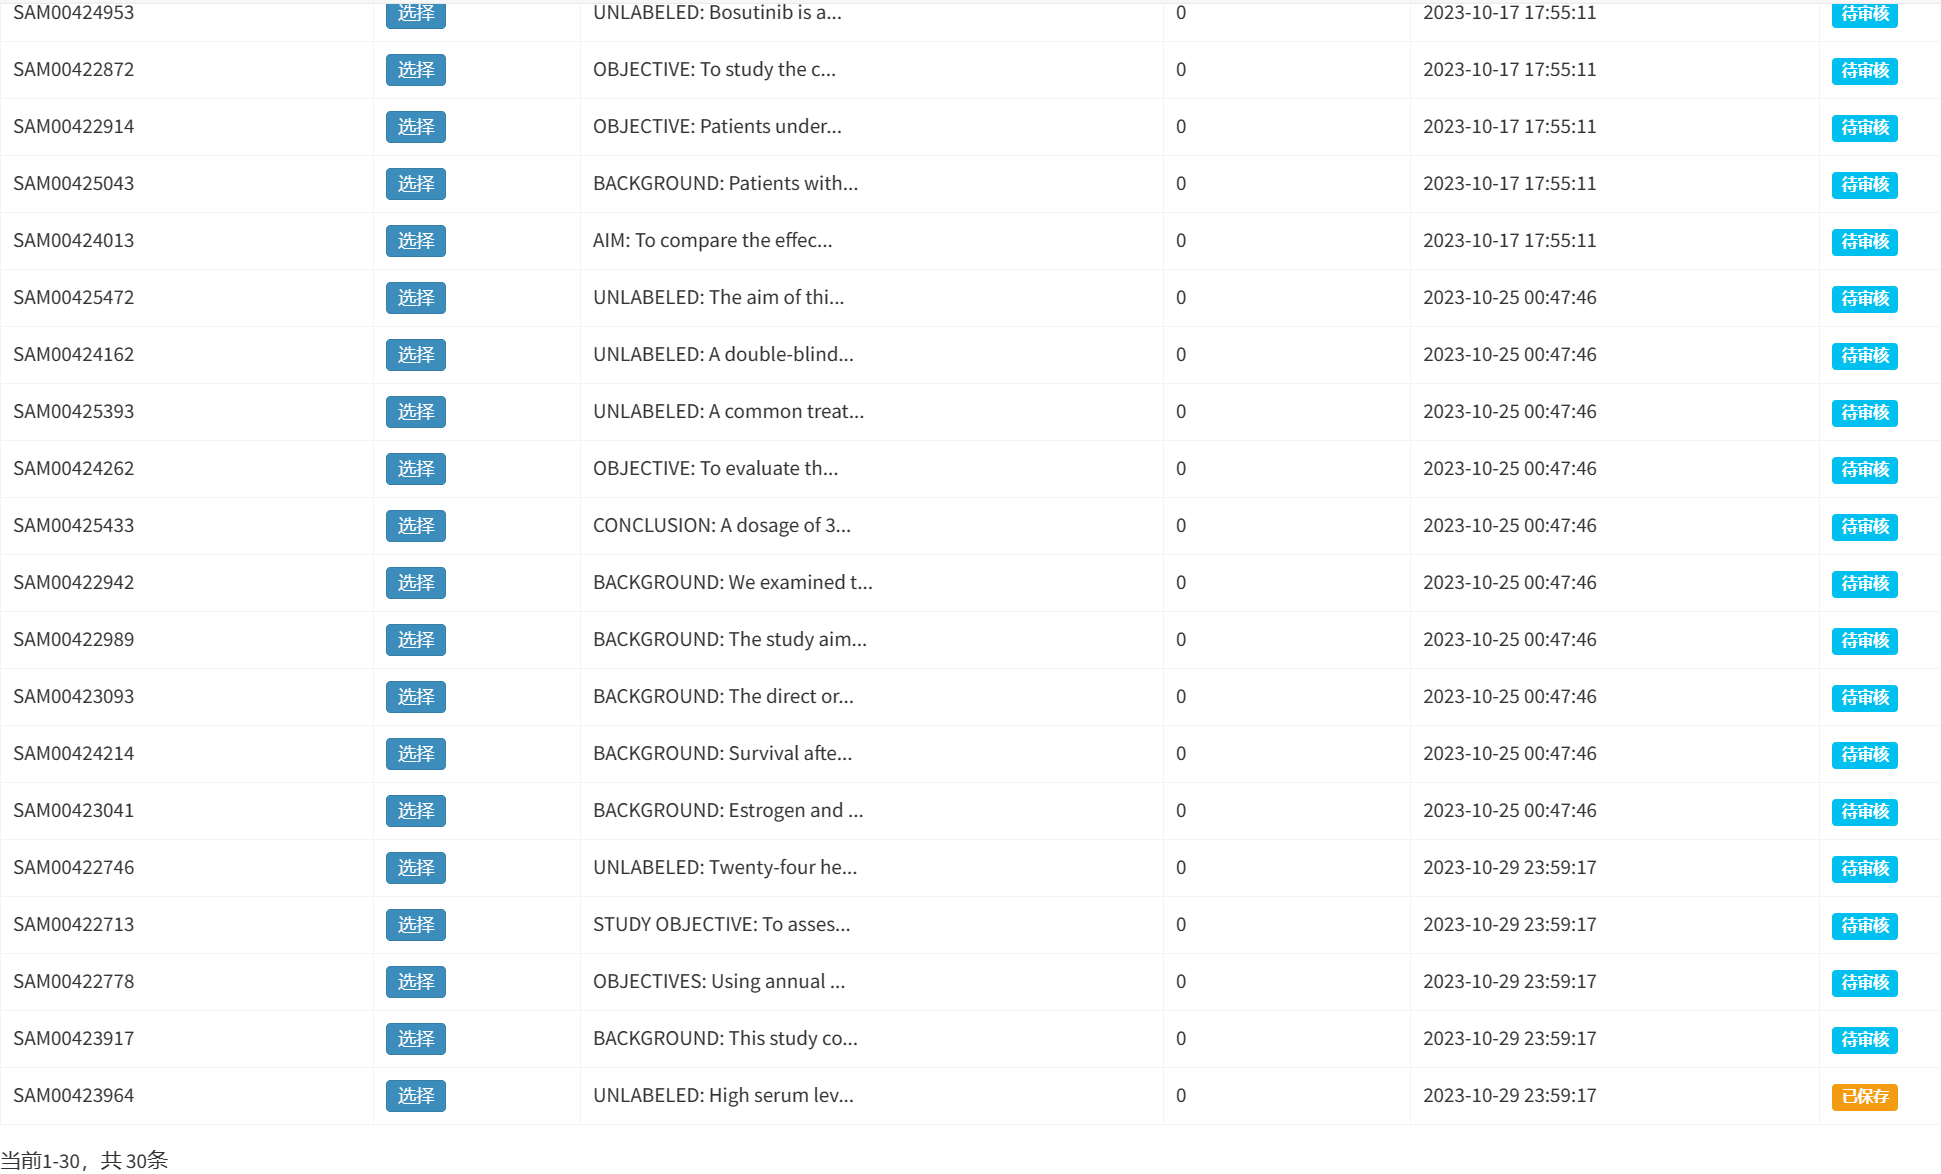 SAM00424953 选择 UNLABELED: Bosutinib is a... 0 2023-10-17 17:55:11 待审核
SAM00422872 选择 OBJECTIVE: To study the c... 0 2023-10-17 17:55:11 待审核
SAM00422914 选择 OBJECTIVE: Patients under... 0 2023-10-17 17:55:11 待审核
SAM00425043 选择 BACKGROUND: Patients with... 0 2023-10-17 17:55:11 待审核
SAM00424013 选择 AIM: To compare the effec... 0 2023-10-17 17:55:11 待审核
SAM00425472 选择 UNLABELED: The aim of thi... 0 2023-10-25 00:47:46 待审核
SAM00424162 选择 UNLABELED: A double-blind... 0 2023-10-25 00:47:46 待审核
SAM00425393 选择 UNLABELED: A common treat... 0 2023-10-25 00:47:46 待审核
SAM00424262 选择 OBJECTIVE: To evaluate th... 0 2023-10-25 00:47:46 待审核
SAM00425433 选择 CONCLUSION: A dosage of 3... 0 2023-10-25 00:47:46 待审核
SAM00422942 选择 BACKGROUND: We examined t... 0 2023-10-25 00:47:46 待审核
SAM00422989 选择 BACKGROUND: The study aim... 0 2023-10-25 00:47:46 待审核
SAM00423093 选择 BACKGROUND: The direct or... 0 2023-10-25 00:47:46 待审核
SAM00424214 选择 BACKGROUND: Survival afte... 0 2023-10-25 00:47:46 待审核
SAM00423041 选择 BACKGROUND: Estrogen and ... 0 2023-10-25 00:47:46 待审核
SAM00422746 选择 UNLABELED: Twenty-four he... 0 2023-10-29 23:59:17 待审核
SAM00422713 选择 STUDY OBJECTIVE: To asses... 0 2023-10-29 23:59:17 待审核
SAM00422778 选择 OBJECTIVES: Using annual ... 0 2023-10-29 23:59:17 待审核
SAM00423917 选择 BACKGROUND: This study co... 0 2023-10-29 23:59:17 待审核
SAM00423964 选择 UNLABELED: High serum lev... 0 2023-10-29 23:59:17 已保存
当前1-30，共 30条